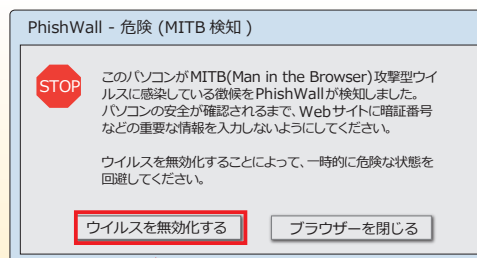 PhishWall - 危険 (MITB 検知 )
STOP
このパソコンがMITB(Man in the Browser)攻撃型ウイ
ルスに感染している徴候をPhishWallが検知しました。
パソコンの安全が確認されるまで、Webサイトに暗証番号
などの重要な情報を入力しないようにしてください。
ウイルスを無効化することによって、一時的に危険な状態を
回避してください。
ウイルスを無効化する
ブラウザーを閉じる